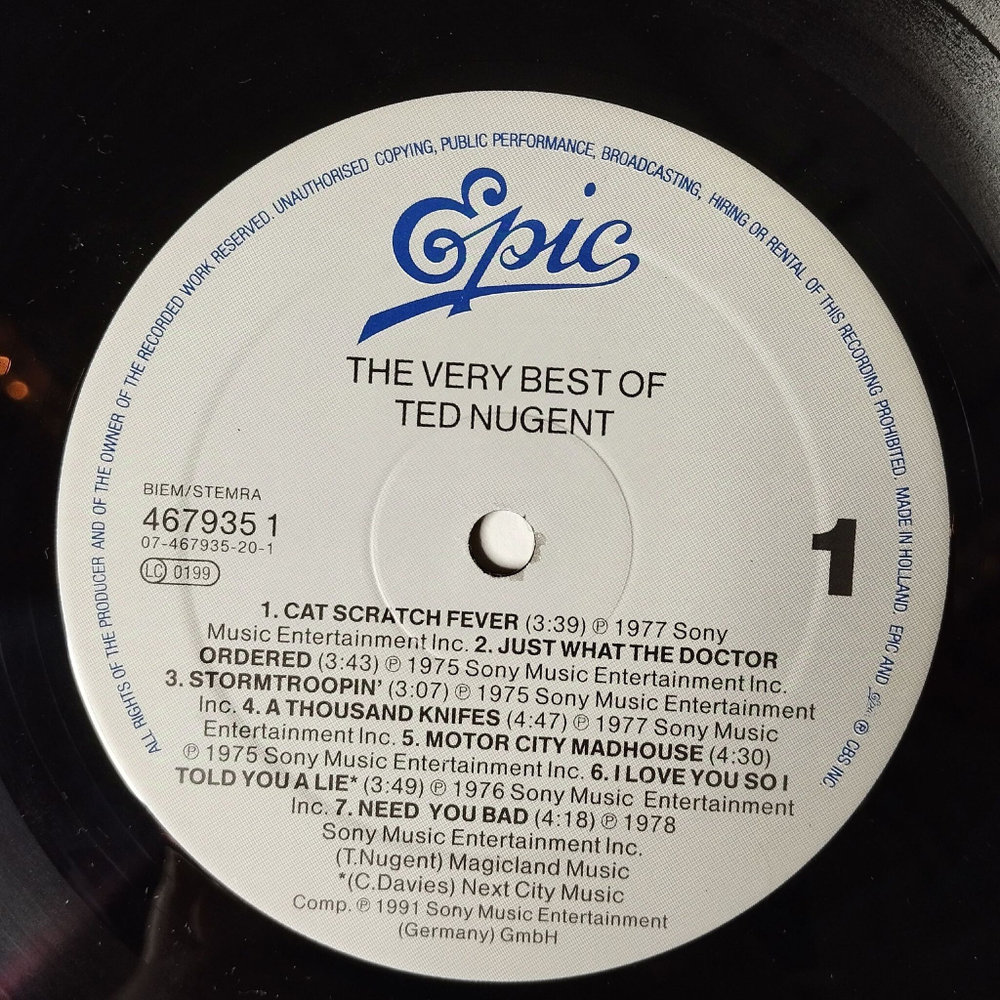 ALL RIGHTS OF THE PRODUCER AND OF THE OWNER OF THE RECORDED WORK RESERVED. UNAUTHORISED COPYING, PUBLIC PERFORMANCE, BROADCASTING, HIRING OR RENTAL OF THIS RECORDING PROHIBITED. MADE IN HOLLAND. EPIC AND Epic ® CBS INC.
Epic
THE VERY BEST OF
TED NUGENT
BIEM/STEMRA
467935 1
07-467935-20-1
LC 0199
1
1. CAT SCRATCH FEVER (3:39) ℗ 1977 Sony
Music Entertainment Inc. 2. JUST WHAT THE DOCTOR
ORDERED (3:43) ℗ 1975 Sony Music Entertainment Inc.
3. STORMTROOPIN' (3:07) ℗ 1975 Sony Music Entertainment
Inc. 4. A THOUSAND KNIFES (4:47) ℗ 1977 Sony Music
Entertainment Inc. 5. MOTOR CITY MADHOUSE (4:30)
℗ 1975 Sony Music Entertainment Inc. 6. I LOVE YOU SO I
TOLD YOU A LIE* (3:49) ℗ 1976 Sony Music Entertainment
Inc. 7. NEED YOU BAD (4:18) ℗ 1978
Sony Music Entertainment Inc.
(T.Nugent) Magicland Music
*(C.Davies) Next City Music
Comp. ℗ 1991 Sony Music Entertainment
(Germany) GmbH